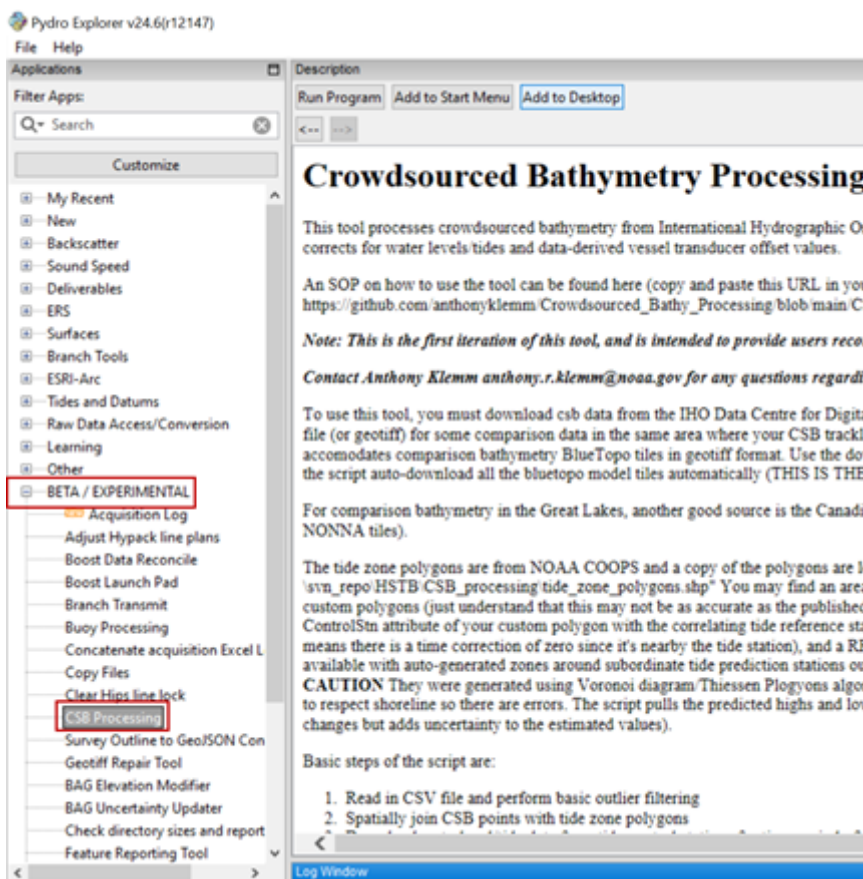 Pydro Explorer v24.6(r12147)
File Help
Applications
Filter Apps:
Search
Customize
My Recent
New
Backscatter
Sound Speed
Deliverables
ERS
Surfaces
Branch Tools
ESRI-Arc
Tides and Datums
Raw Data Access/Conversion
Learning
Other
BETA / EXPERIMENTAL
Acquisition Log
Adjust Hypack line plans
Boost Data Reconcile
Boost Launch Pad
Branch Transmit
Buoy Processing
Concatenate acquisition Excel L
Copy Files
Clear Hips line lock
CSB Processing
Survey Outline to GeoJSON Con
Geotiff Repair Tool
BAG Elevation Modifier
BAG Uncertainty Updater
Check directory sizes and report
Feature Reporting Tool
Description
Run Program Add to Start Menu Add to Desktop
<-- -->
Crowdsourced Bathymetry Processing
This tool processes crowdsourced bathymetry from International Hydrographic O
corrects for water levels/tides and data-derived vessel transducer offset values.
An SOP on how to use the tool can be found here (copy and paste this URL in you
https://github.com/anthonyklemm/Crowdsourced_Bathy_Processing/blob/main/C
Note: This is the first iteration of this tool, and is intended to provide users reco
Contact Anthony Klemm anthony.r.klemm@noaa.gov for any questions regardi
To use this tool, you must download csb data from the IHO Data Centre for Digita
file (or geotiff) for some comparison data in the same area where your CSB trackl
accomodates comparison bathymetry BlueTopo tiles in geotiff format. Use the do
the script auto-download all the bluetopo model tiles automatically (THIS IS THE
For comparison bathymetry in the Great Lakes, another good source is the Canadi
NONNA tiles).
The tide zone polygons are from NOAA COOPS and a copy of the polygons are l
\svn_repo\HSTB\CSB_processing\tide_zone_polygons.shp" You may find an area
custom polygons (just understand that this may not be as accurate as the published
ControlStn attribute of your custom polygon with the correlating tide reference sta
means there is a time correction of zero since it's nearby the tide station), and a RR
available with auto-generated zones around subordinate tide prediction stations ou
CAUTION They were generated using Voronoi diagram/Thiessen Plogyons algo
to respect shoreline so there are errors. The script pulls the predicted highs and lov
changes but adds uncertainty to the estimated values).
Basic steps of the script are:
1. Read in CSV file and perform basic outlier filtering
2. Spatially join CSB points with tide zone polygons
Log Window